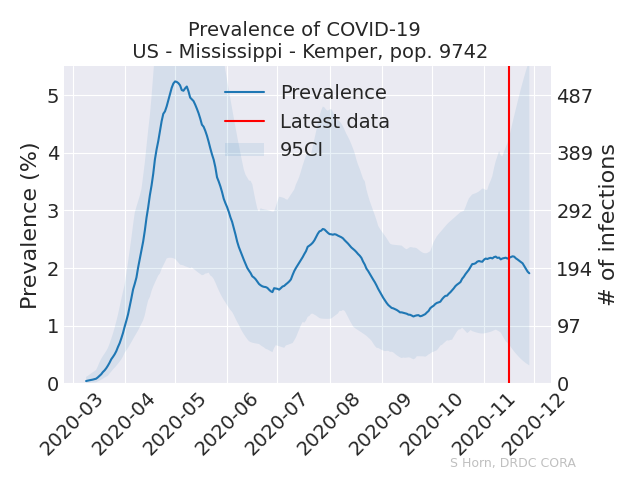 Prevalence of COVID-19
US - Mississippi - Kemper, pop. 9742
Prevalence
Latest data
95CI
Prevalence (%)
5
4
3
2
1
0
487
389
292
194
97
0
# of infections
2020-03
2020-04
2020-05
2020-06
2020-07
2020-08
2020-09
2020-10
2020-11
2020-12
S Horn, DRDC CORA